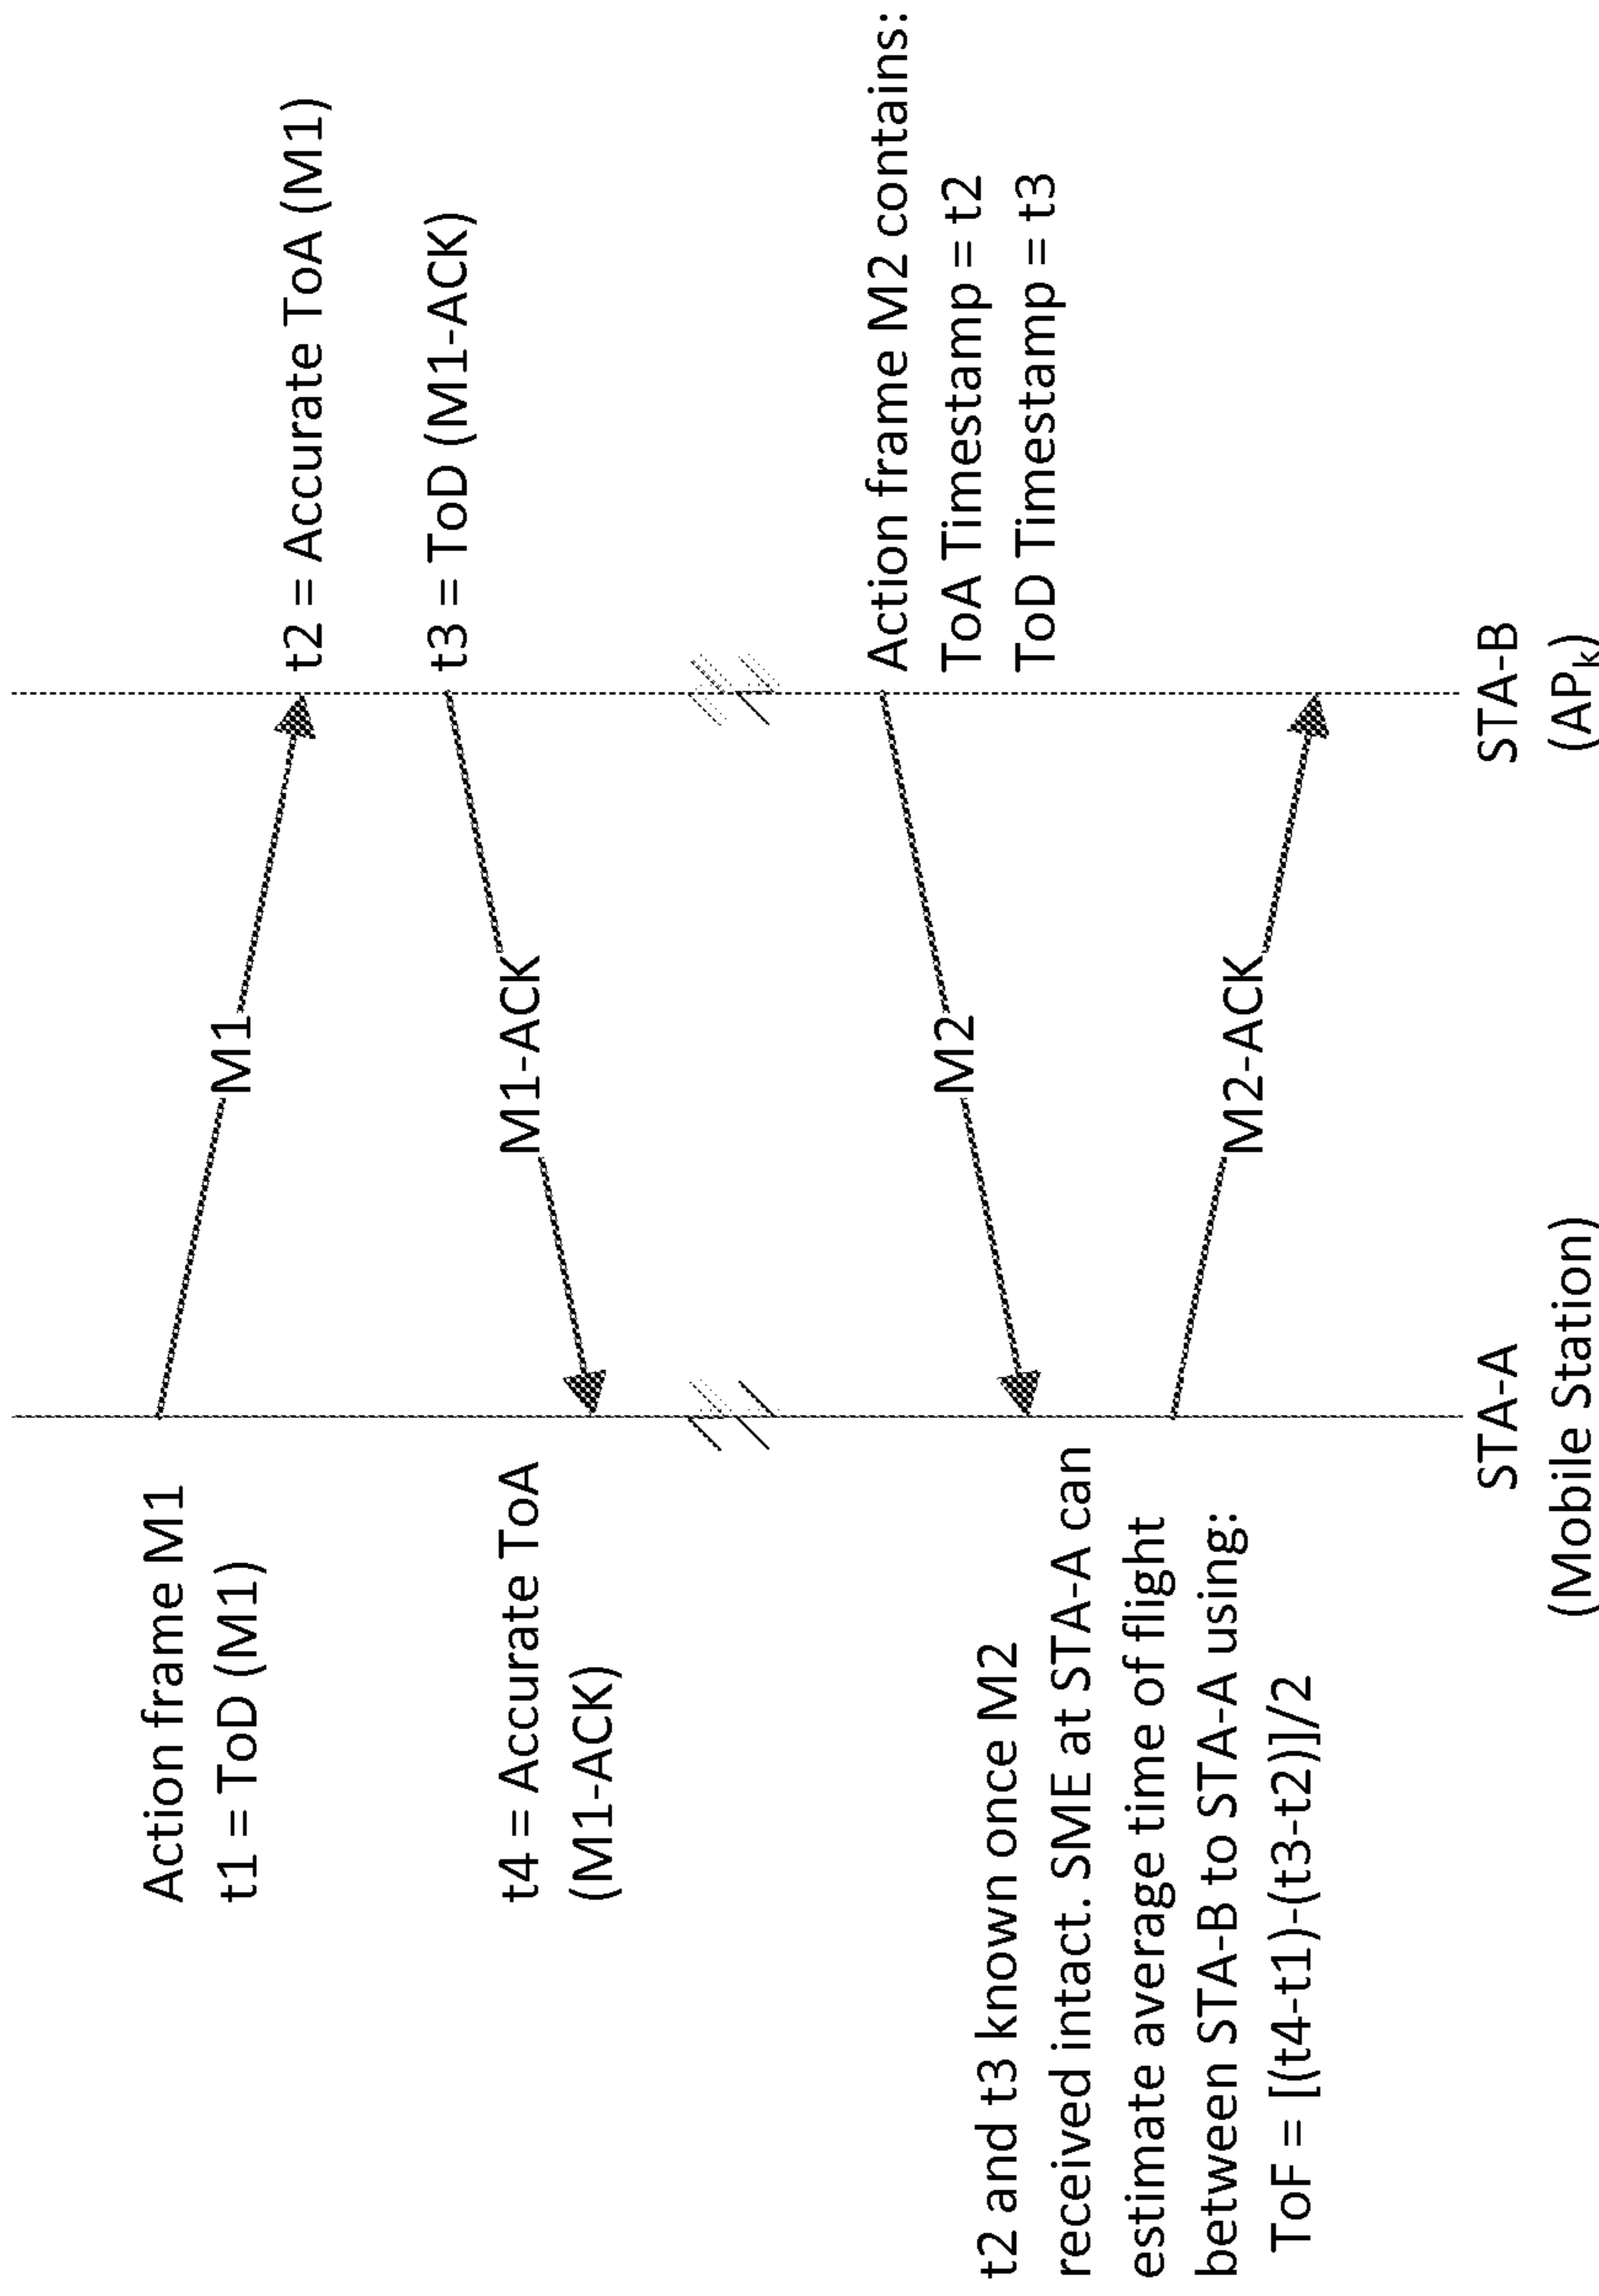 Action frame M1
t1 = ToD (M1)
M1
t2 = Accurate ToA (M1)
t3 = ToD (M1-ACK)
M1-ACK
t4 = Accurate ToA
(M1-ACK)
Action frame M2 contains:
ToA Timestamp = t2
ToD Timestamp = t3
M2
t2 and t3 known once M2
received intact. SME at STA-A can
estimate average time of flight
between STA-B to STA-A using:
ToF = [(t4-t1)-(t3-t2)]/2
M2-ACK
STA-A
(Mobile Station)
STA-B
(APk)